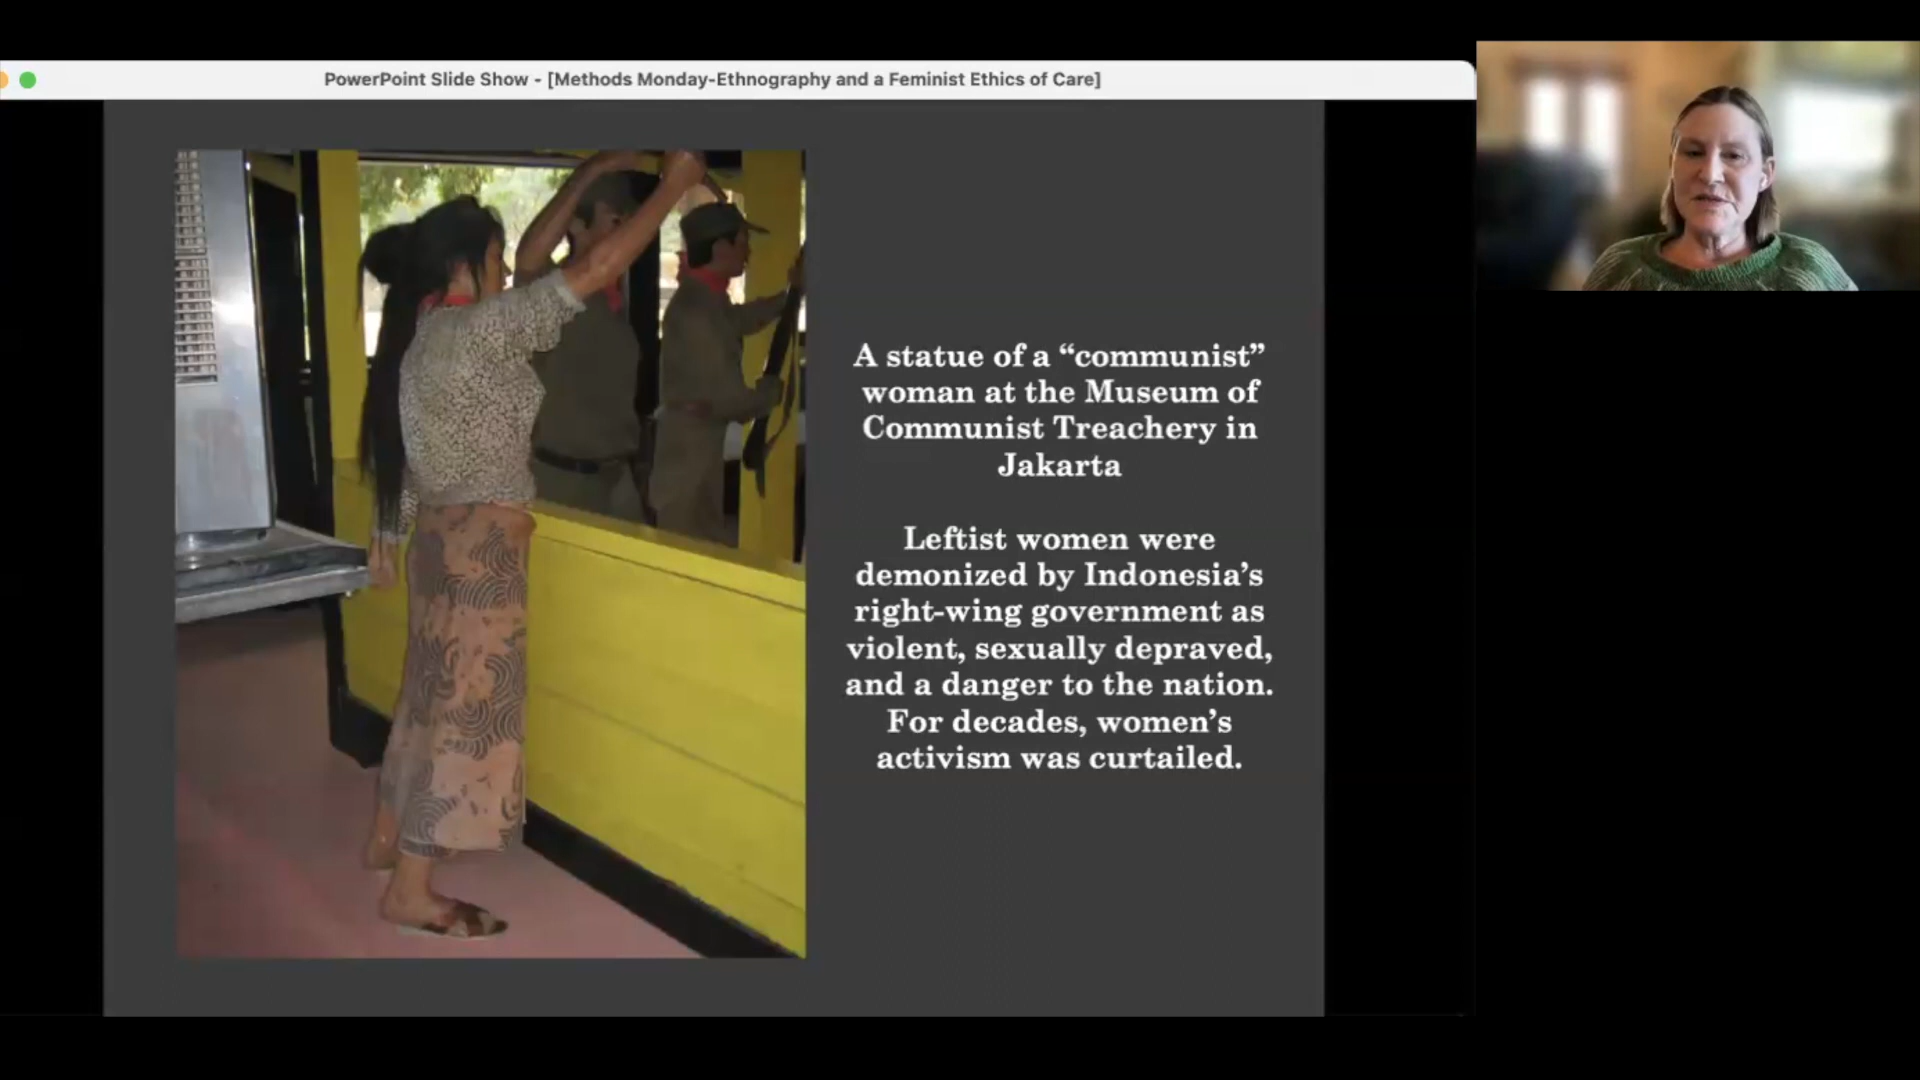 PowerPoint Slide Show - [Methods Monday-Ethnography and a Feminist Ethics of Care]
A statue of a “communist”
woman at the Museum of
Communist Treachery in
Jakarta
Leftist women were
demonized by Indonesia’s
right-wing government as
violent, sexually depraved,
and a danger to the nation.
For decades, women’s
activism was curtailed.